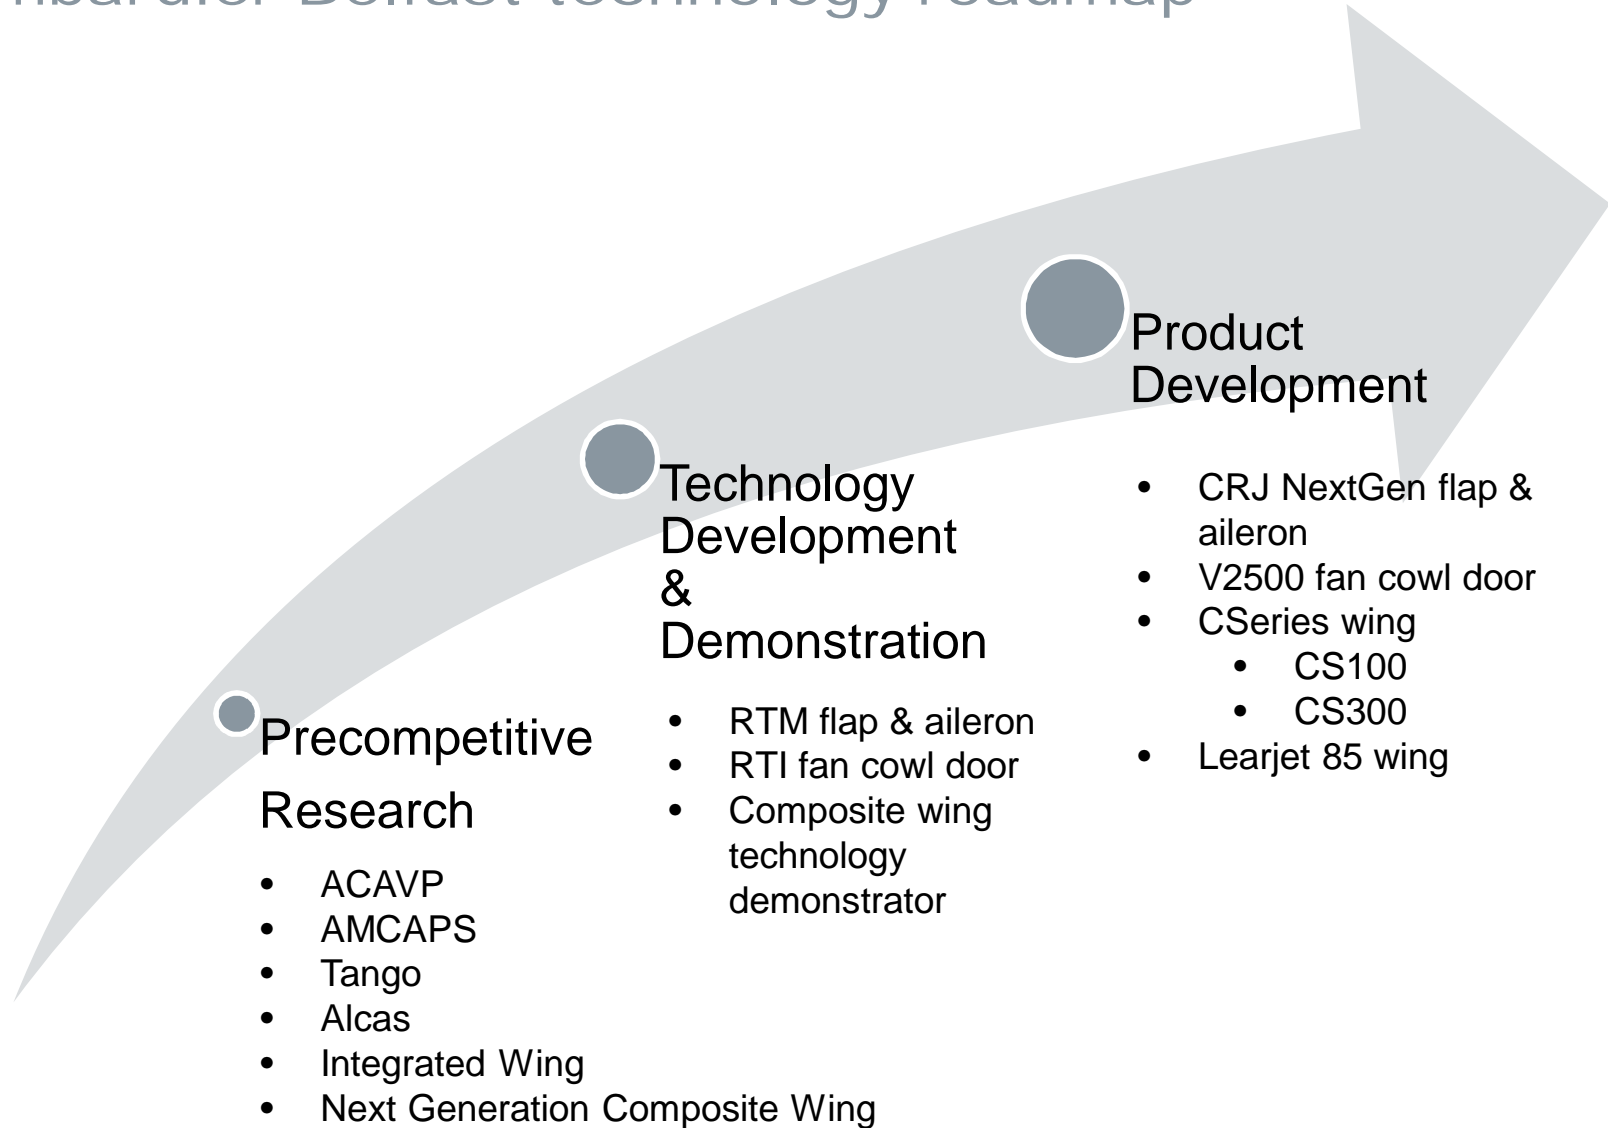 Belfast technology roadmap
Product
Development
Technology
Development
&
Demonstration
Precompetitive
Research
• CRJ NextGen flap &
aileron
• V2500 fan cowl door
• CSeries wing
• CS100
• CS300
• Learjet 85 wing
• RTM flap & aileron
• RTI fan cowl door
• Composite wing
technology
demonstrator
• ACAVP
• AMCAPS
• Tango
• Alcas
• Integrated Wing
• Next Generation Composite Wing